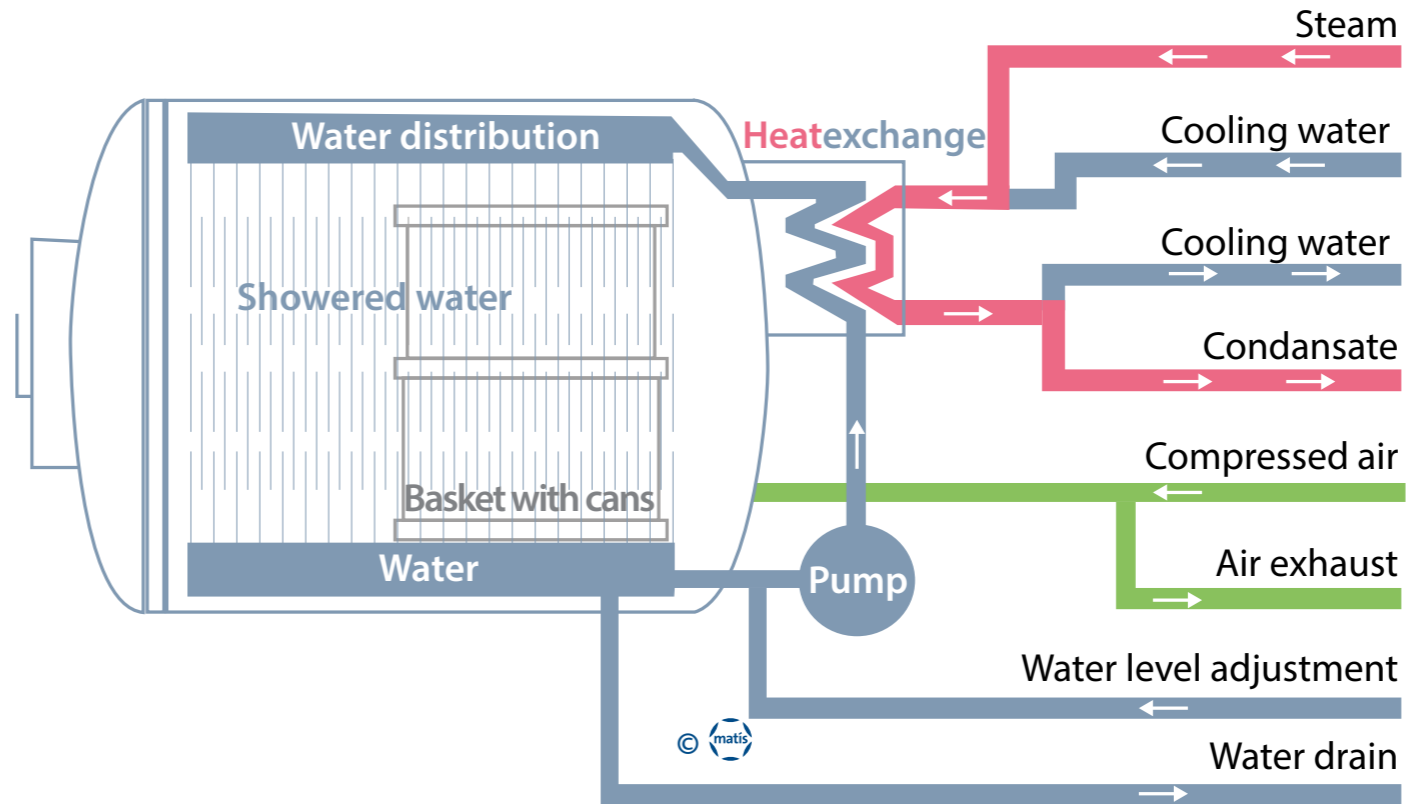 Steam
Cooling water
Water distribution
Heatexchange
Cooling water
Showered water
Condansate
Compressed air
Basket with cans
Air exhaust
Water
Pump
Water level adjustment
© matís
Water drain